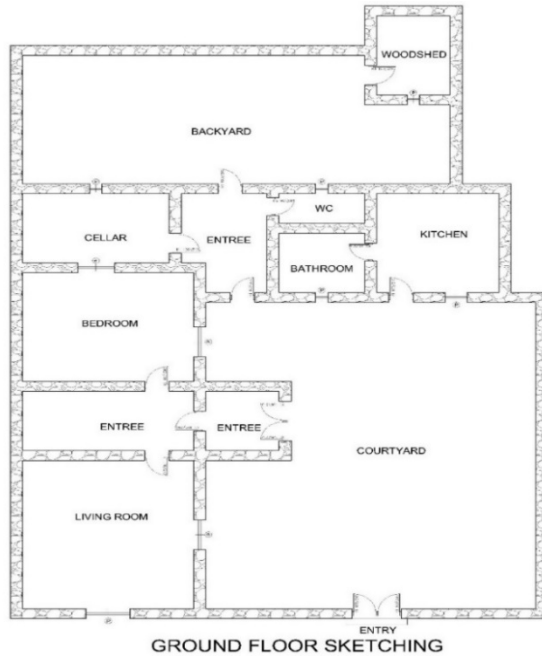 WOODSHED
BACKYARD
WC
CELLAR
ENTREE
KITCHEN
BATHROOM
BEDROOM
ENTREE
ENTREE
COURTYARD
LIVING ROOM
ENTRY
GROUND FLOOR SKETCHING